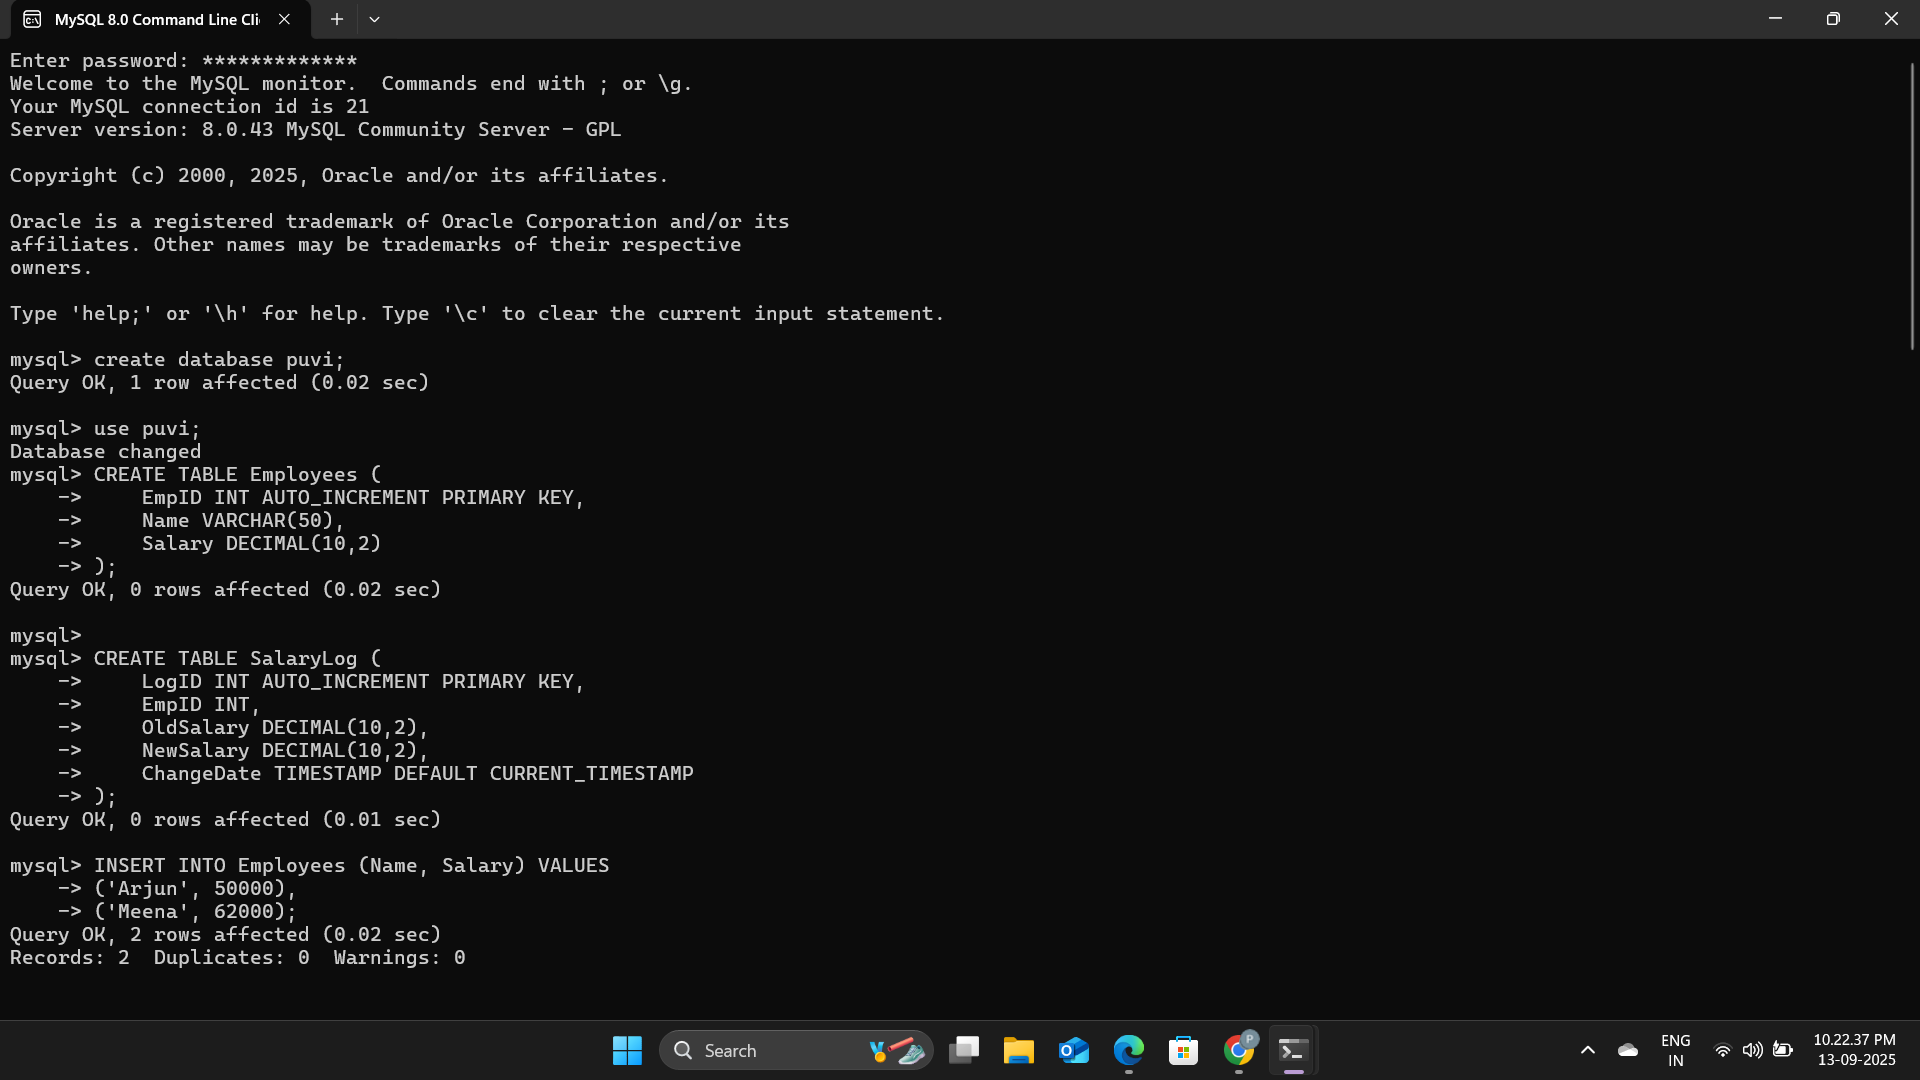 MySQL 8.0 Command Line Cli
Enter password: *************
Welcome to the MySQL monitor.  Commands end with ; or \g.
Your MySQL connection id is 21
Server version: 8.0.43 MySQL Community Server - GPL
Copyright (c) 2000, 2025, Oracle and/or its affiliates.
Oracle is a registered trademark of Oracle Corporation and/or its
affiliates. Other names may be trademarks of their respective
owners.
Type 'help;' or '\h' for help. Type '\c' to clear the current input statement.
mysql> create database puvi;
Query OK, 1 row affected (0.02 sec)
mysql> use puvi;
Database changed
mysql> CREATE TABLE Employees (
    ->     EmpID INT AUTO_INCREMENT PRIMARY KEY,
    ->     Name VARCHAR(50),
    ->     Salary DECIMAL(10,2)
    -> );
Query OK, 0 rows affected (0.02 sec)
mysql>
mysql> CREATE TABLE SalaryLog (
    ->     LogID INT AUTO_INCREMENT PRIMARY KEY,
    ->     EmpID INT,
    ->     OldSalary DECIMAL(10,2),
    ->     NewSalary DECIMAL(10,2),
    ->     ChangeDate TIMESTAMP DEFAULT CURRENT_TIMESTAMP
    -> );
Query OK, 0 rows affected (0.01 sec)
mysql> INSERT INTO Employees (Name, Salary) VALUES
    -> ('Arjun', 50000),
    -> ('Meena', 62000);
Query OK, 2 rows affected (0.02 sec)
Records: 2  Duplicates: 0  Warnings: 0
Search
P
ENG
IN
10.22.37 PM
13-09-2025